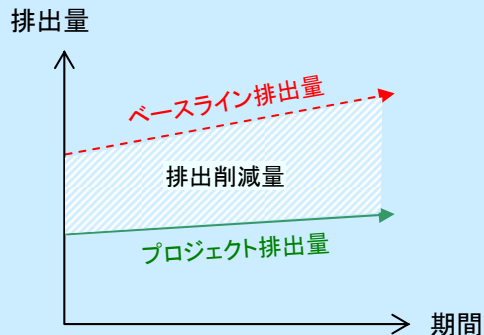 排出量
ベースライン排出量
排出削減量
プロジェクト排出量
期間